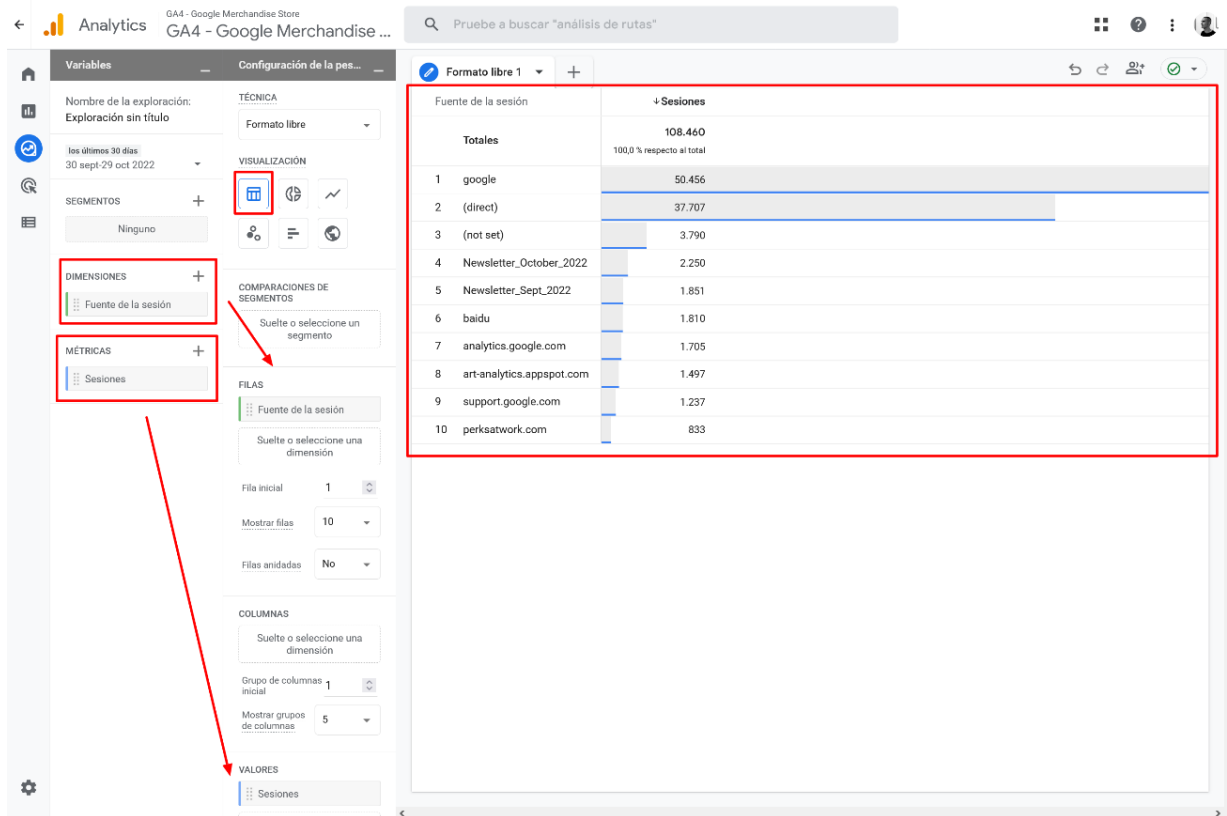 GA4 - Google Merchandise Store
Analytics
GA4 - Google Merchandise ...
Pruebe a buscar "análisis de rutas"
Variables
Nombre de la exploración:
Exploración sin título
los últimos 30 días
30 sept-29 oct 2022
SEGMENTOS
Ninguno
DIMENSIONES
Fuente de la sesión
MÉTRICAS
Sesiones
Configuración de la pes...
TÉCNICA
Formato libre
VISUALIZACIÓN
COMPARACIONES DE
SEGMENTOS
Suelte o seleccione un
segmento
FILAS
Fuente de la sesión
Suelte o seleccione una
dimensión
Fila inicial 1
Mostrar filas 10
Filas anidadas No
COLUMNAS
Suelte o seleccione una
dimensión
Grupo de columnas
inicial 1
Mostrar grupos
de columnas 5
VALORES
Sesiones
Formato libre 1
Fuente de la sesión ↓Sesiones
Totales 108.460
100,0 % respecto al total
1 google 50.456
2 (direct) 37.707
3 (not set) 3.790
4 Newsletter_October_2022 2.250
5 Newsletter_Sept_2022 1.851
6 baidu 1.810
7 analytics.google.com 1.705
8 art-analytics.appspot.com 1.497
9 support.google.com 1.237
10 perksatwork.com 833